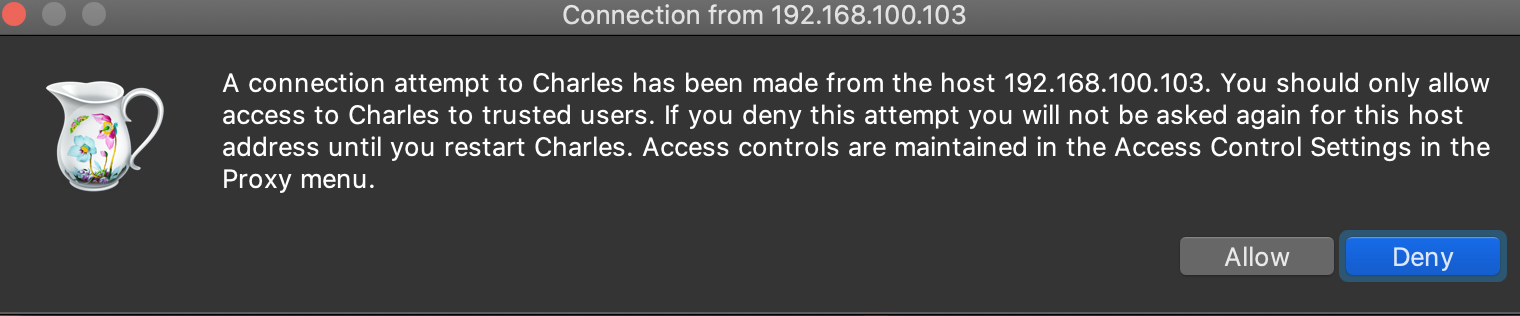 Connection from 192.168.100.103
A connection attempt to Charles has been made from the host 192.168.100.103. You should only allow
access to Charles to trusted users. If you deny this attempt you will not be asked again for this host
address until you restart Charles. Access controls are maintained in the Access Control Settings in the
Proxy menu.
Allow
Deny